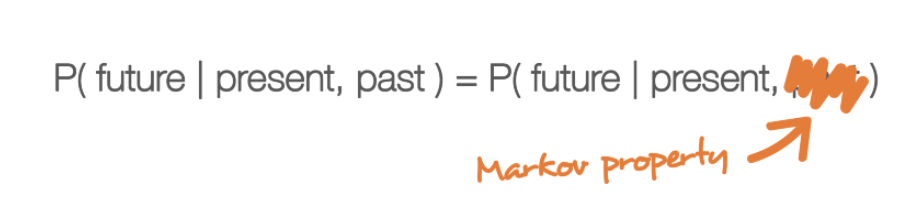 P( future | present, past ) = P( future | present, )
Markov property